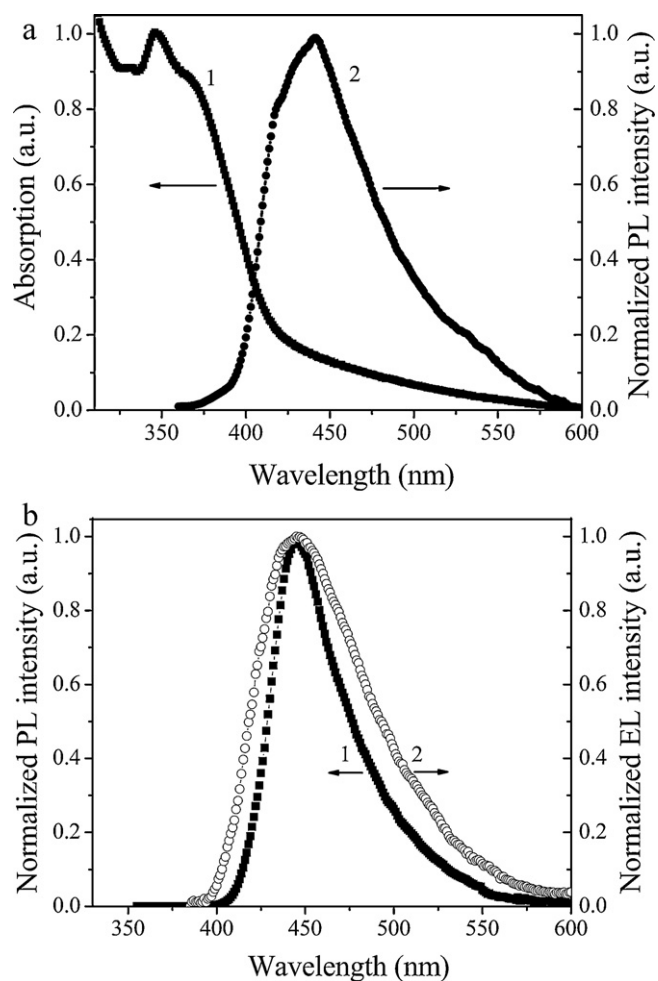 a
1.0
0.8
0.6
0.4
0.2
0.0
Absorption (a.u.)
1
2
1.0
0.8
0.6
0.4
0.2
0.0
Normalized PL intensity (a.u.)
350 400 450 500 550 600
Wavelength (nm)
b
1.0
0.8
0.6
0.4
0.2
0.0
Normalized PL intensity (a.u.)
1 2
1.0
0.8
0.6
0.4
0.2
0.0
Normalized EL intensity (a.u.)
350 400 450 500 550 600
Wavelength (nm)